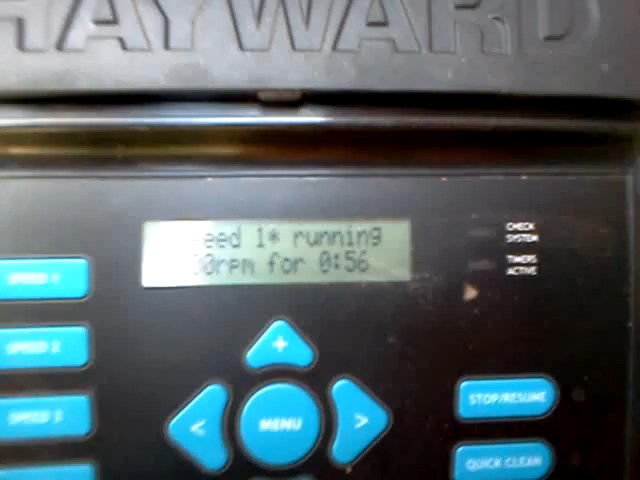 HAYWARD
eed 1* running
0rpm for 0:56
CHECK
SYSTEM
TIMERS
ACTIVE
SPEED 1
SPEED 2
SPEED 3
+
<
MENU
>
STOP/RESUME
QUICK CLEAN